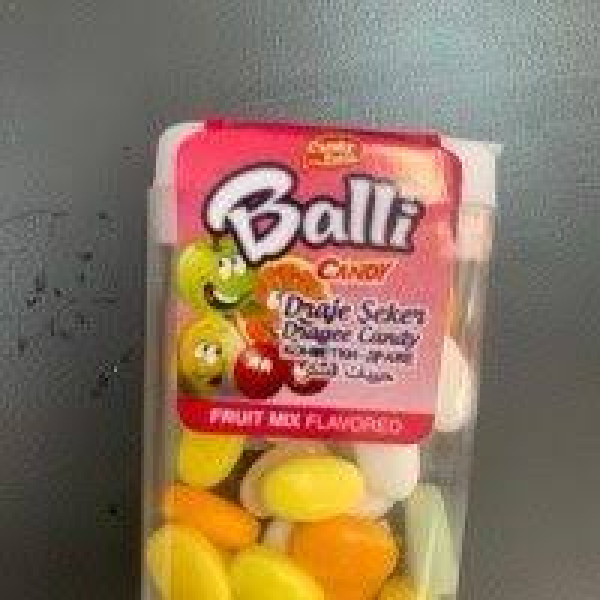 Balli
CANDY
Draje Şeker
Dragee Candy
FRUIT MIX FLAVORED